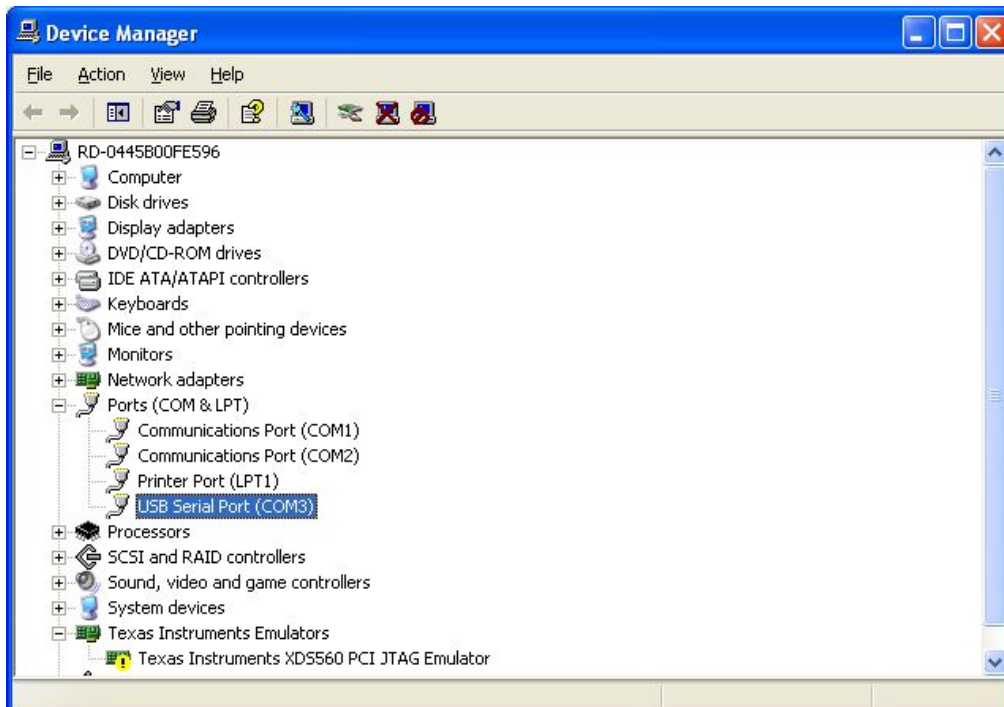 Device Manager
File Action View Help
RD-0445B00FE596
Computer
Disk drives
Display adapters
DVD/CD-ROM drives
IDE ATA/ATAPI controllers
Keyboards
Mice and other pointing devices
Monitors
Network adapters
Ports (COM & LPT)
Communications Port (COM1)
Communications Port (COM2)
Printer Port (LPT1)
USB Serial Port (COM3)
Processors
SCSI and RAID controllers
Sound, video and game controllers
System devices
Texas Instruments Emulators
Texas Instruments XDS560 PCI JTAG Emulator